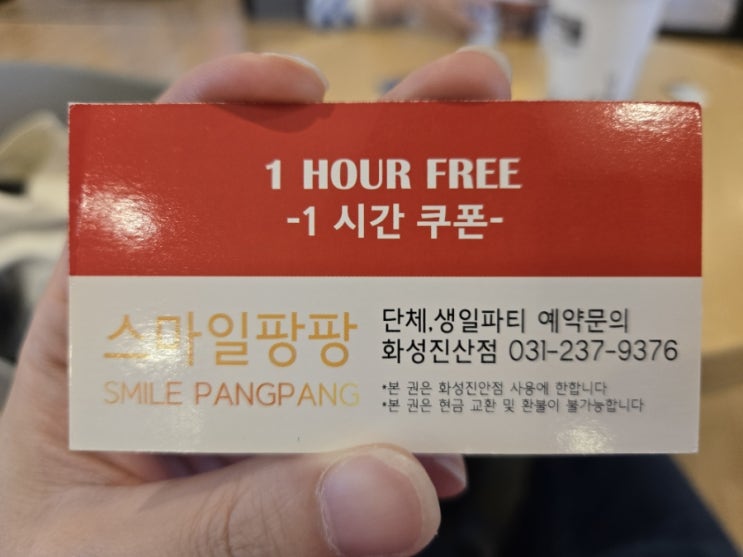 1 HOUR FREE
-1 시간 쿠폰-
스마일팡팡
SMILE PANGPANG
단체,생일파티 예약문의
화성진산점 031-237-9376
*본 권은 화성진안점 사용에 한합니다
*본 권은 현금 교환 및 환불이 불가능합니다